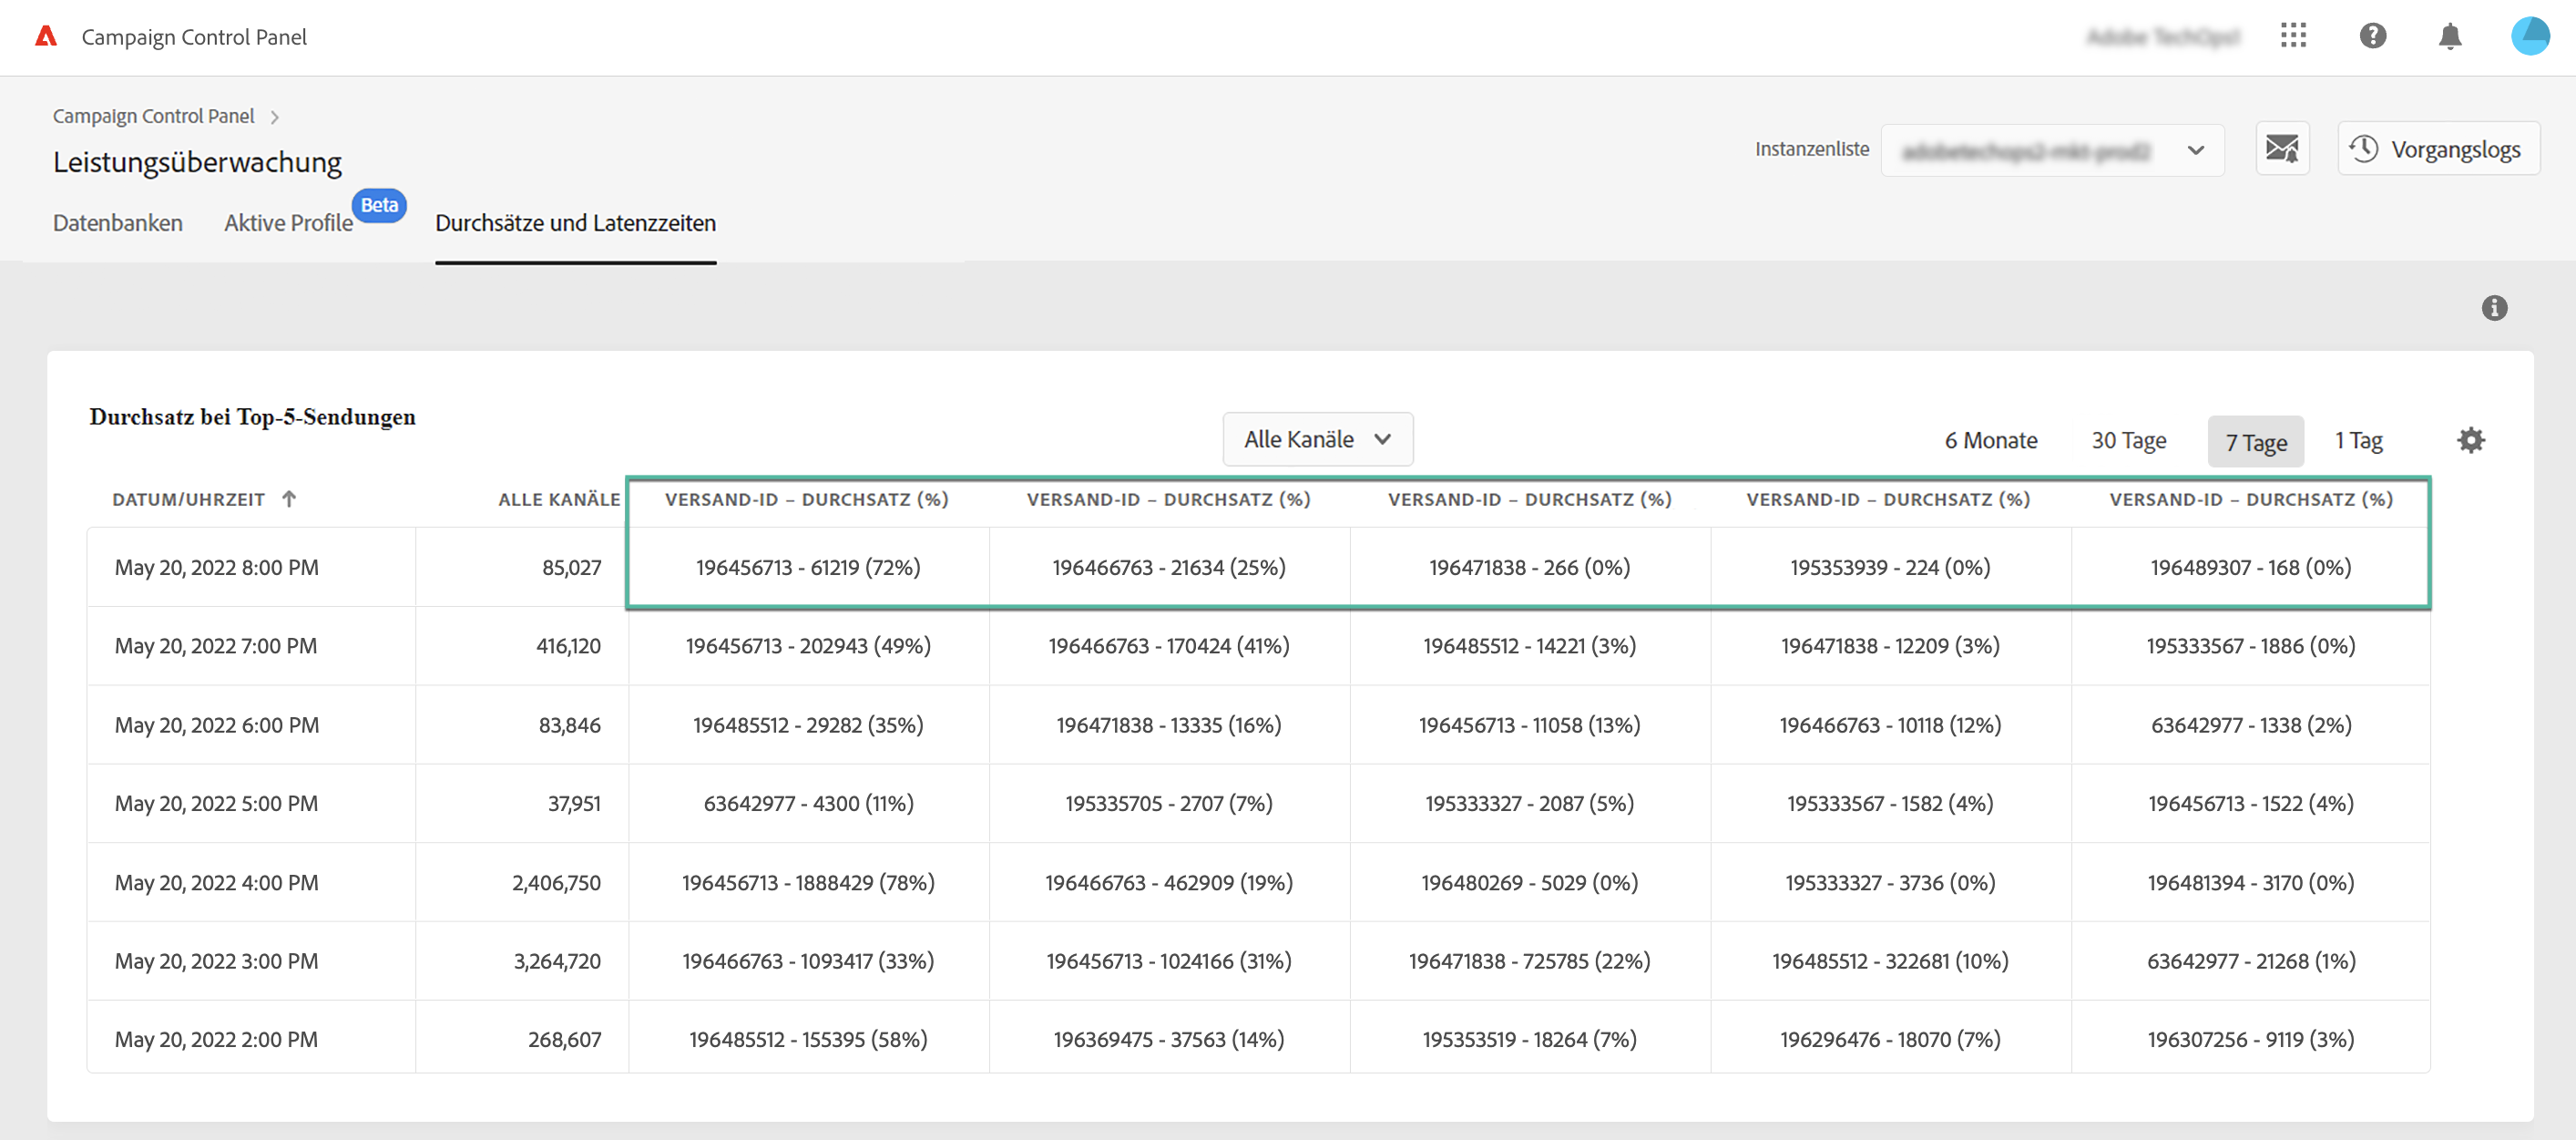 Campaign Control Panel
Campaign Control Panel
Leistungsüberwachung
Instanzenliste
Vorgangslogs
Datenbanken Aktive Profile Beta Durchsätze und Latenzzeiten
Durchsatz bei Top-5-Sendungen
Alle Kanäle 6 Monate 30 Tage 7 Tage 1 Tag
DATUM/UHRZEIT ALLE KANÄLE VERSAND-ID – DURCHSATZ (%) VERSAND-ID – DURCHSATZ (%) VERSAND-ID – DURCHSATZ (%) VERSAND-ID – DURCHSATZ (%) VERSAND-ID – DURCHSATZ (%)
May 20, 2022 8:00 PM 85,027 196456713 - 61219 (72%) 196466763 - 21634 (25%) 196471838 - 266 (0%) 195353939 - 224 (0%) 196489307 - 168 (0%)
May 20, 2022 7:00 PM 416,120 196456713 - 202943 (49%) 196466763 - 170424 (41%) 196485512 - 14221 (3%) 196471838 - 12209 (3%) 195333567 - 1886 (0%)
May 20, 2022 6:00 PM 83,846 196485512 - 29282 (35%) 196471838 - 13335 (16%) 196456713 - 11058 (13%) 196466763 - 10118 (12%) 63642977 - 1338 (2%)
May 20, 2022 5:00 PM 37,951 63642977 - 4300 (11%) 195335705 - 2707 (7%) 195333327 - 2087 (5%) 195333567 - 1582 (4%) 196456713 - 1522 (4%)
May 20, 2022 4:00 PM 2,406,750 196456713 - 1888429 (78%) 196466763 - 462909 (19%) 196480269 - 5029 (0%) 195333327 - 3736 (0%) 196481394 - 3170 (0%)
May 20, 2022 3:00 PM 3,264,720 196466763 - 1093417 (33%) 196456713 - 1024166 (31%) 196471838 - 725785 (22%) 196485512 - 322681 (10%) 63642977 - 21268 (1%)
May 20, 2022 2:00 PM 268,607 196485512 - 155395 (58%) 196369475 - 37563 (14%) 195353519 - 18264 (7%) 196296476 - 18070 (7%) 196307256 - 9119 (3%)